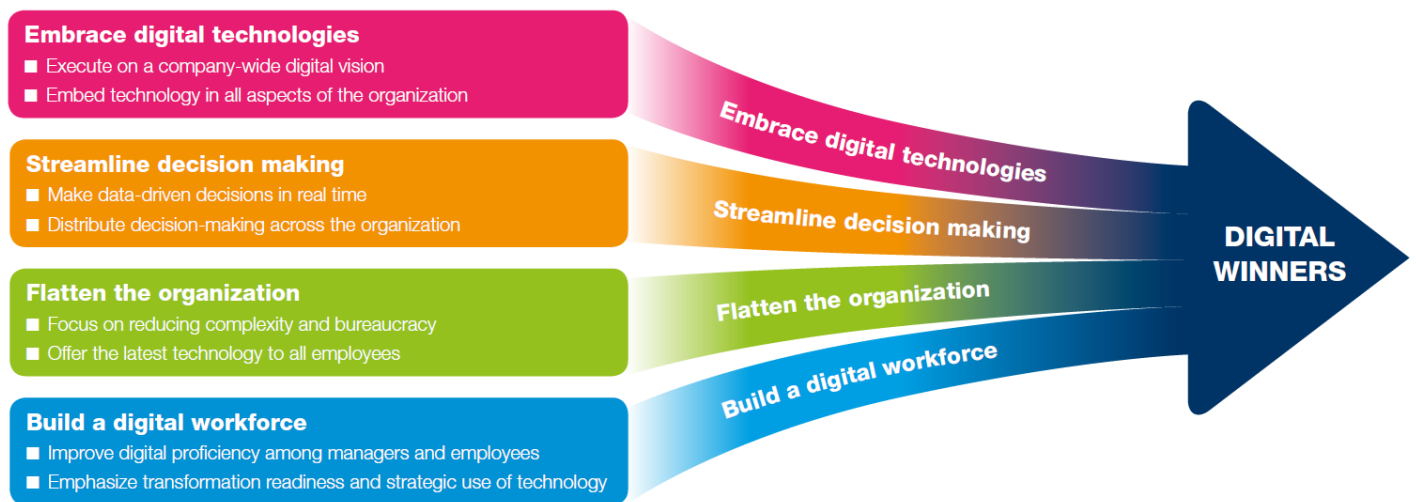 Embrace digital technologies
■ Execute on a company-wide digital vision
■ Embed technology in all aspects of the organization
Streamline decision making
■ Make data-driven decisions in real time
■ Distribute decision-making across the organization
Flatten the organization
■ Focus on reducing complexity and bureaucracy
■ Offer the latest technology to all employees
Build a digital workforce
■ Improve digital proficiency among managers and employees
■ Emphasize transformation readiness and strategic use of technology
Embrace digital technologies
Streamline decision making
Flatten the organization
Build a digital workforce
DIGITAL
WINNERS